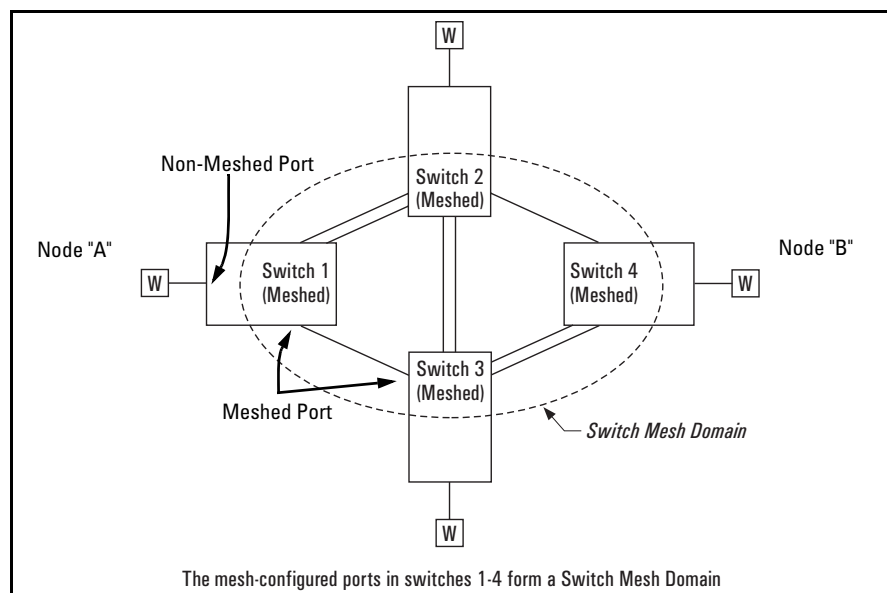 W
Non-Meshed Port
Switch 2
(Meshed)
Node "A"
Node "B"
W
Switch 1
(Meshed)
Switch 4
(Meshed)
W
Switch 3
(Meshed)
Meshed Port
Switch Mesh Domain
W
The mesh-configured ports in switches 1-4 form a Switch Mesh Domain